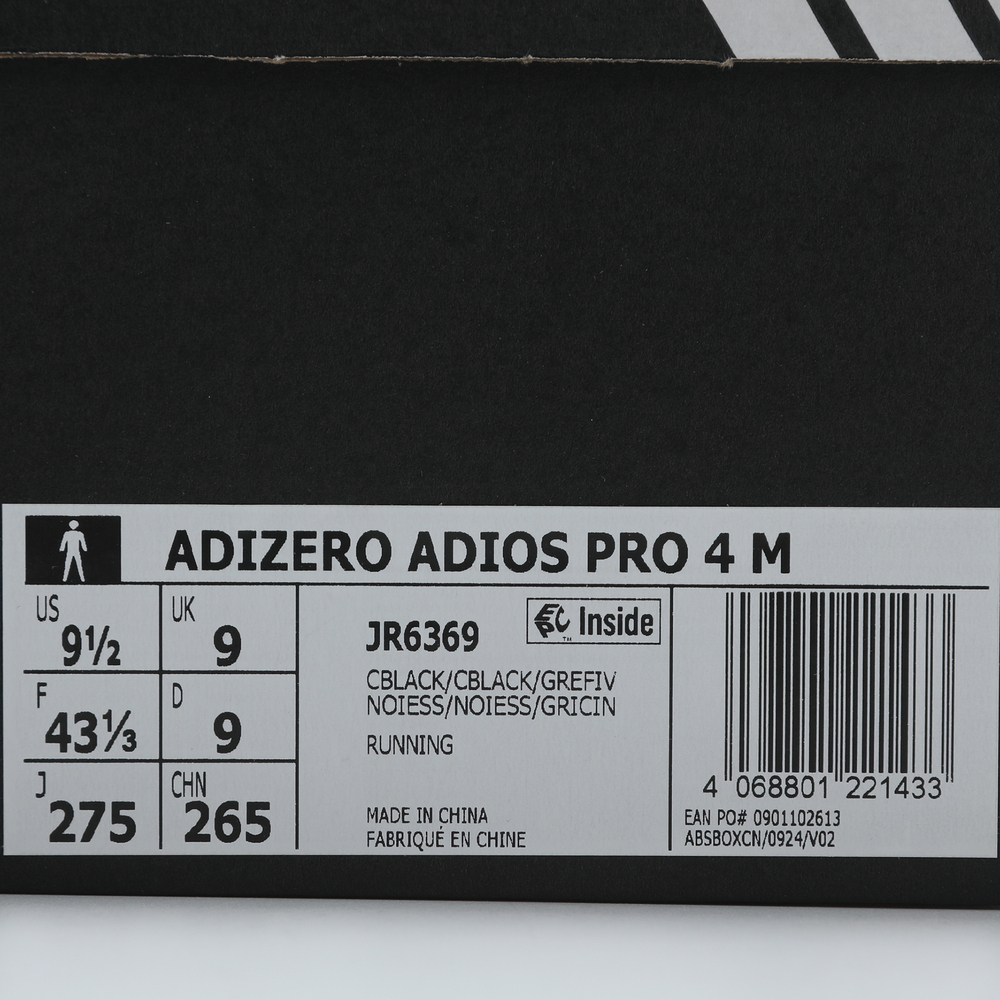 ADIZERO ADIOS PRO 4 M
US 9½
UK 9
F 43⅓
D 9
J 275
CHN 265
JR6369
EPC™ Inside
CBLACK/CBLACK/GREFIV
NOIESS/NOIESS/GRICIN
RUNNING
MADE IN CHINA
FABRIQUÉ EN CHINE
4 068801 221433
EAN PO# 0901102613
ABSBOXCN/0924/V02